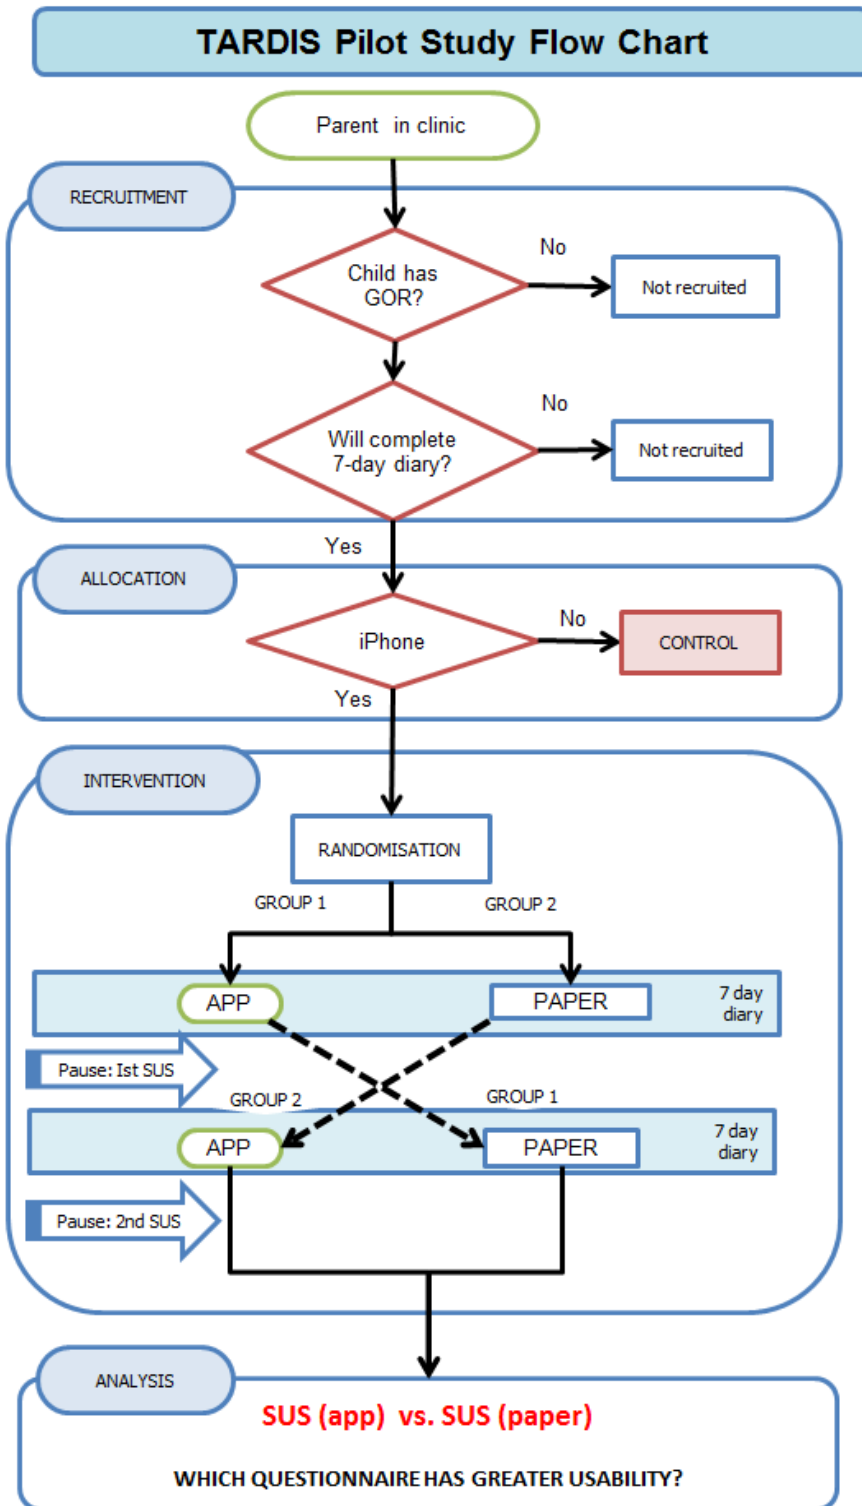 TARDIS Pilot Study Flow Chart
Parent in clinic
RECRUITMENT
Child has
GOR?
No
Not recruited
Will complete
7-day diary?
No
Not recruited
Yes
ALLOCATION
iPhone
No
CONTROL
Yes
INTERVENTION
RANDOMISATION
GROUP 1
GROUP 2
APP
PAPER
7 day
diary
Pause: Ist SUS
GROUP 2
GROUP 1
APP
PAPER
7 day
diary
Pause: 2nd SUS
ANALYSIS
SUS (app) vs. SUS (paper)
WHICH QUESTIONNAIRE HAS GREATER USABILITY?